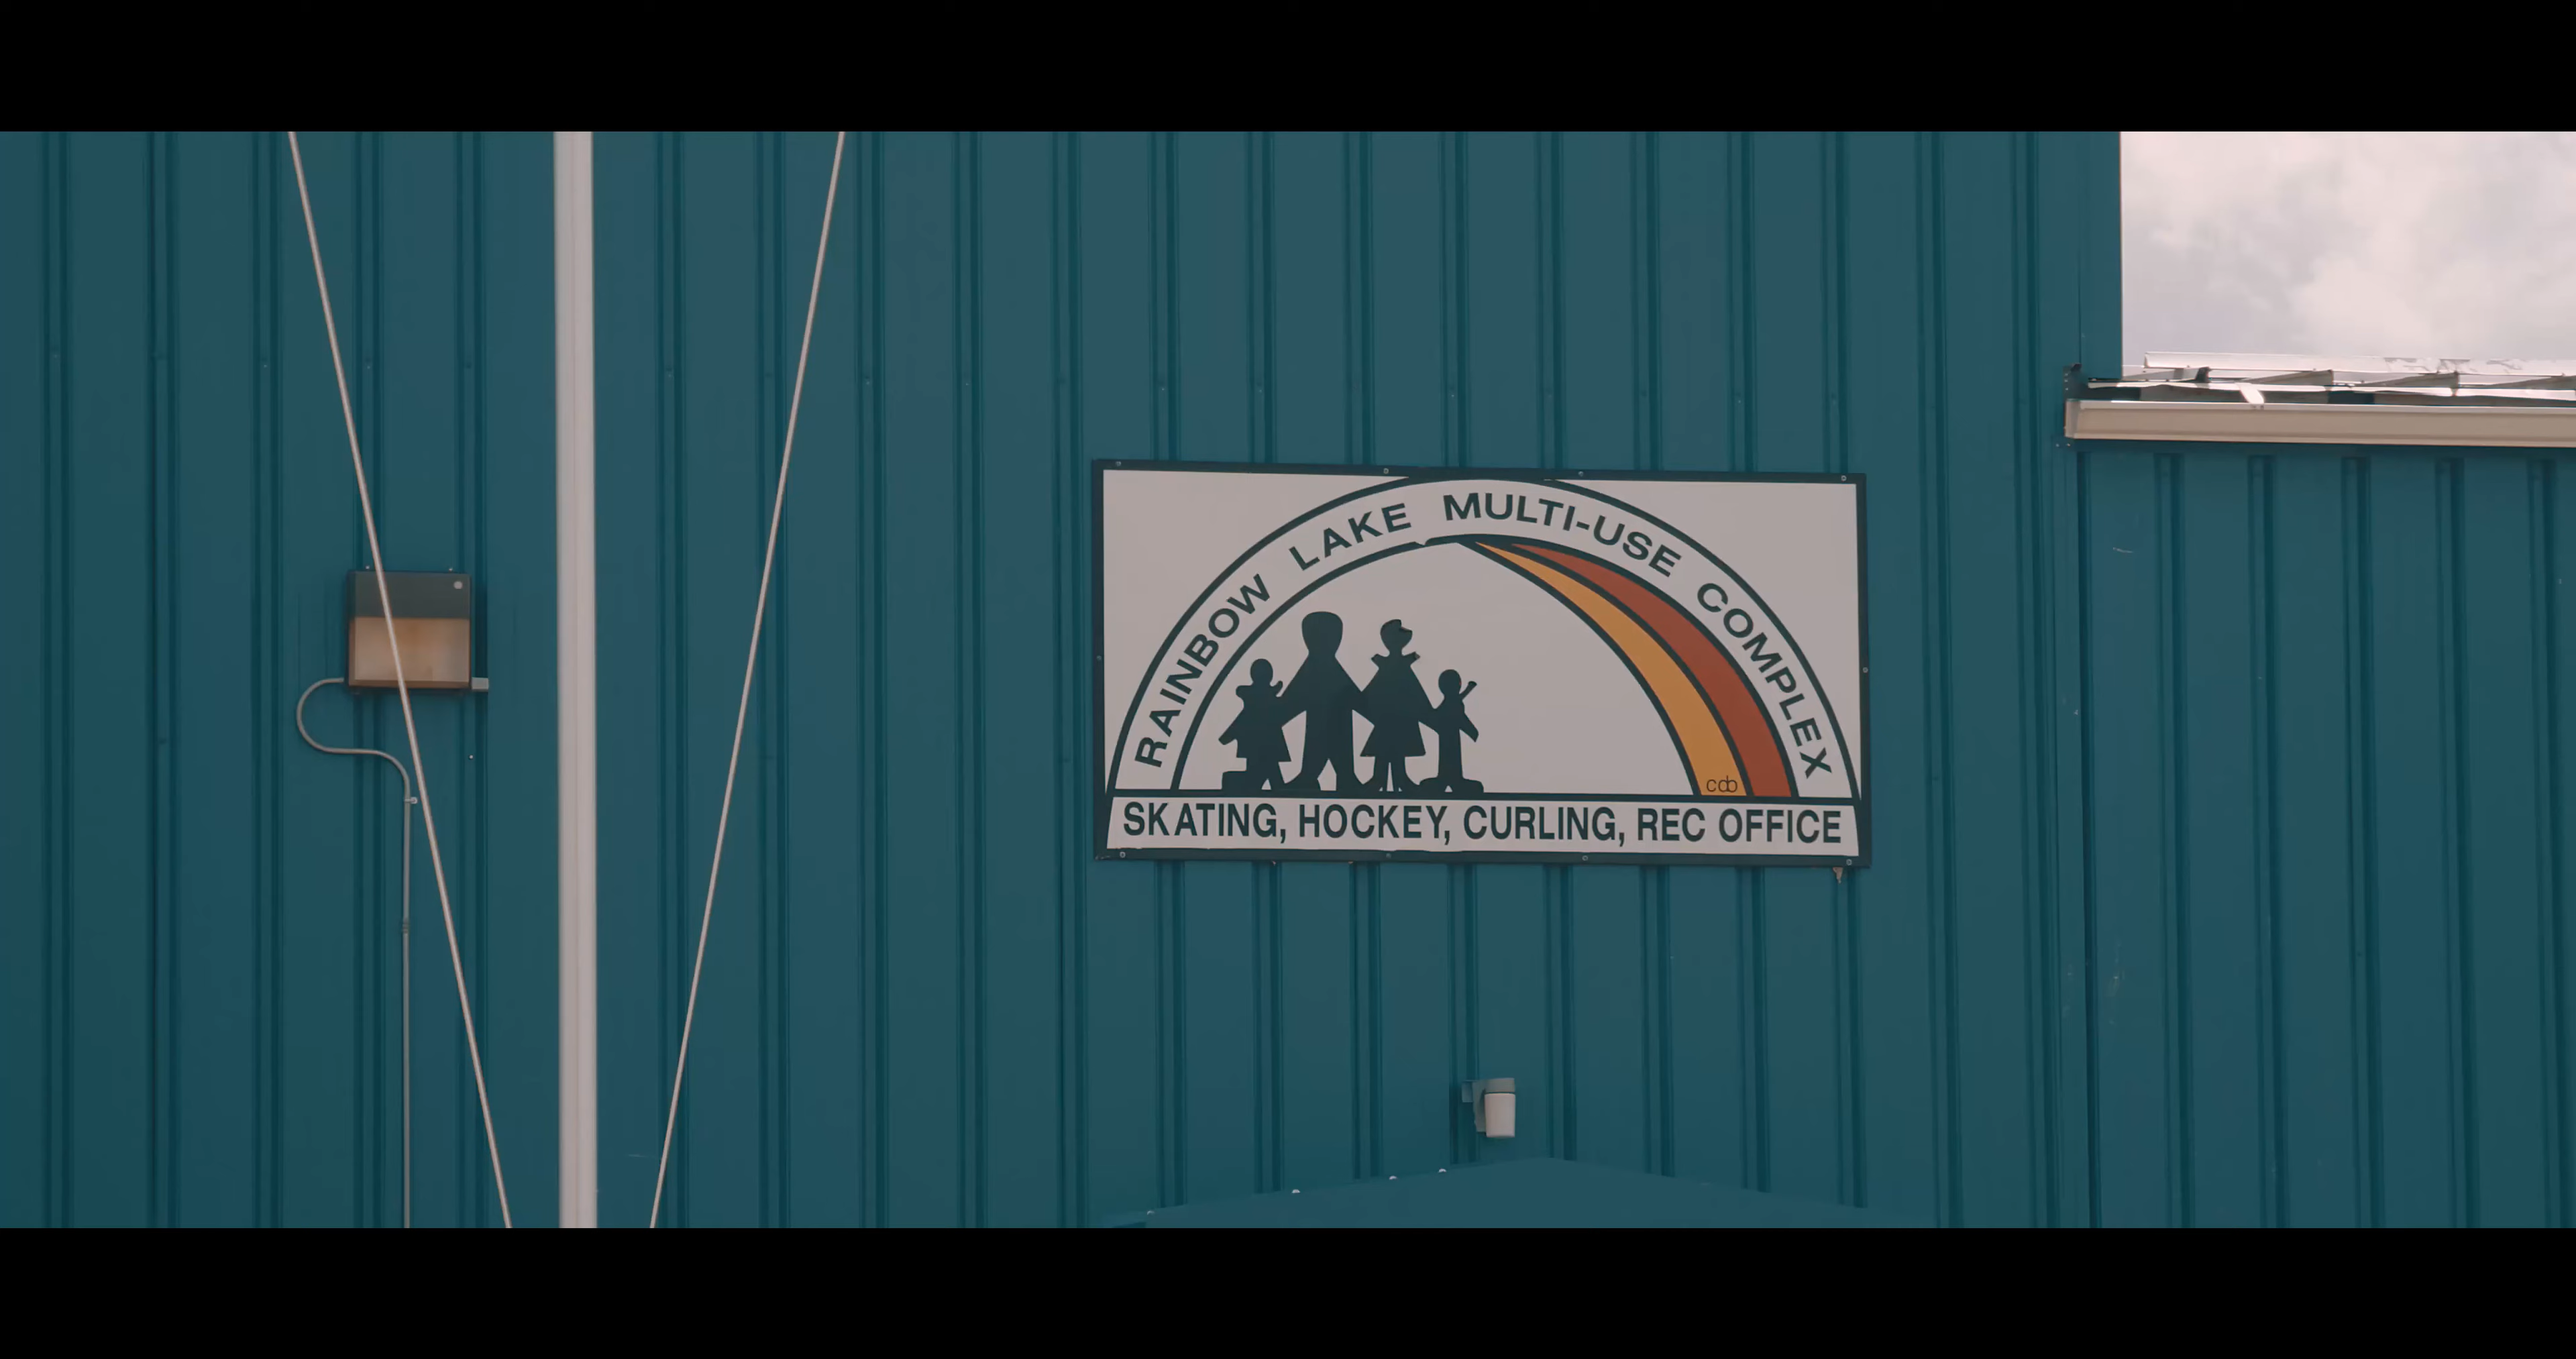 RAINBOW LAKE MULTI-USE COMPLEX
cdb
SKATING, HOCKEY, CURLING, REC OFFICE